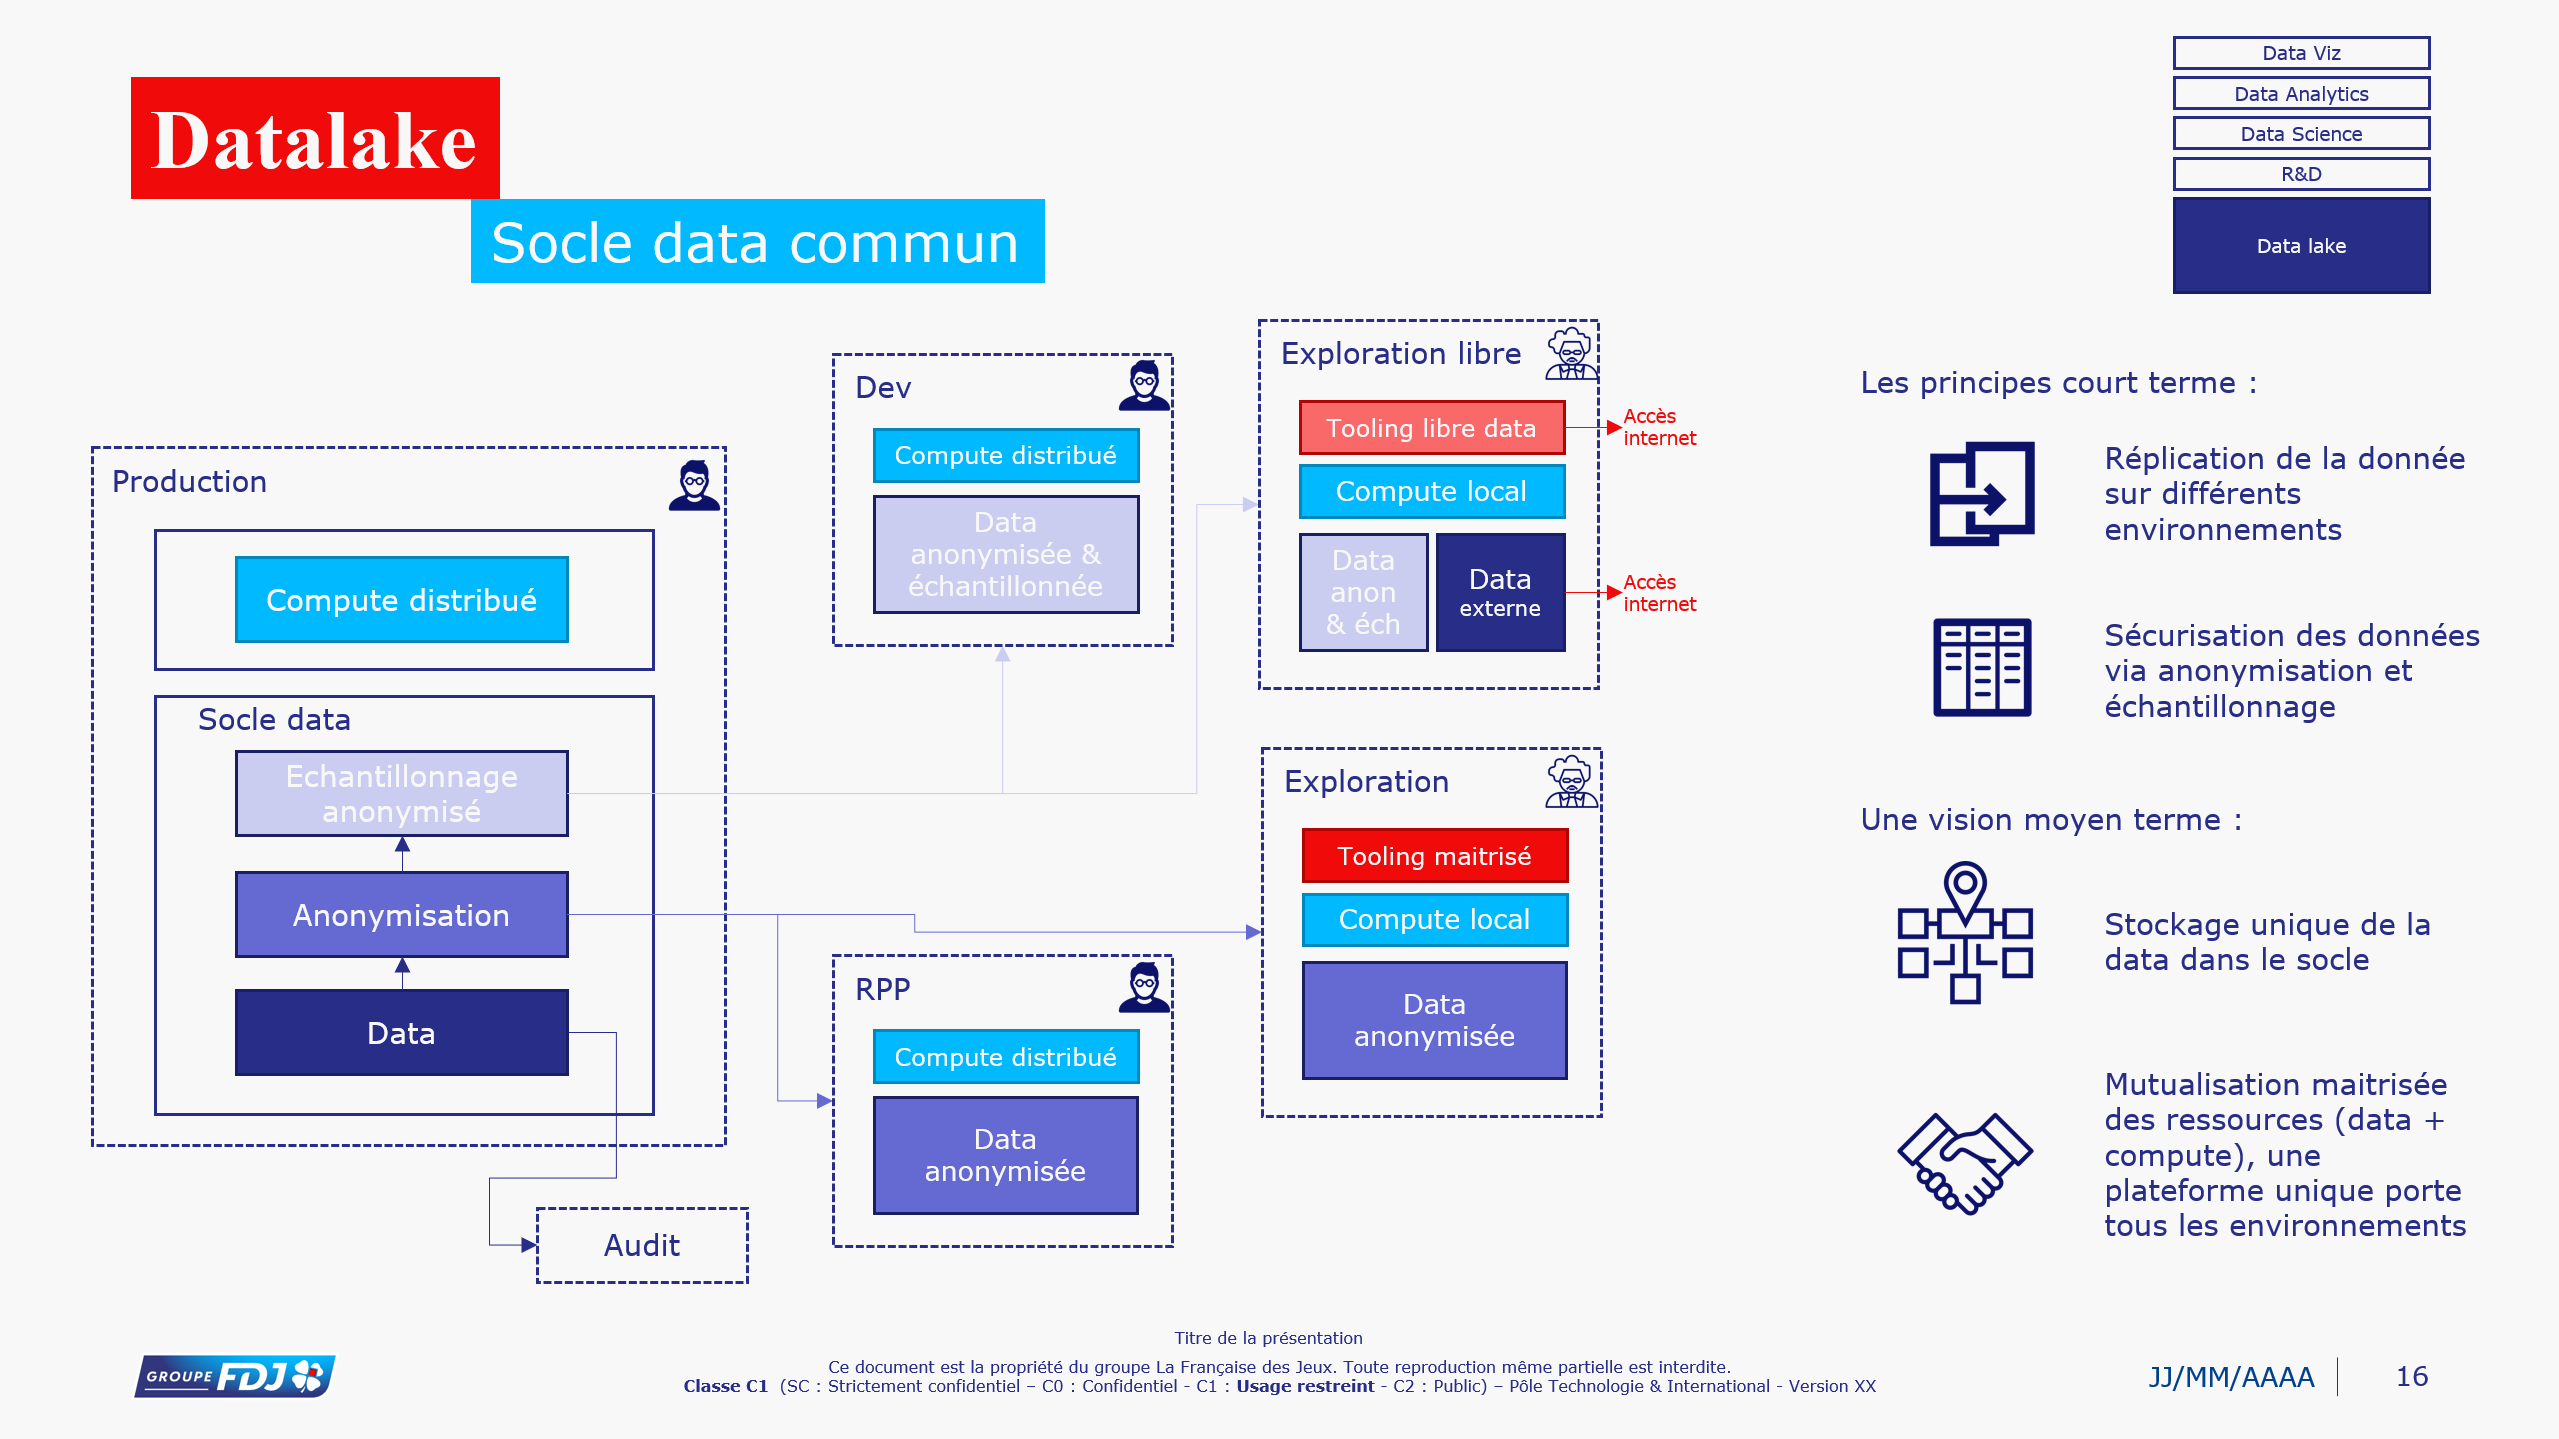 Datalake
Socle data commun
Data Viz
Data Analytics
Data Science
R&D
Data lake
Production
Compute distribué
Socle data
Echantillonnage
anonymisé
Anonymisation
Data
Audit
Dev
Compute distribué
Data
anonymisée &
échantillonnée
RPP
Compute distribué
Data
anonymisée
Exploration libre
Tooling libre data
Accès
internet
Compute local
Data
anon
& éch
Data
externe
Accès
internet
Exploration
Tooling maitrisé
Compute local
Data
anonymisée
Les principes court terme :
Réplication de la donnée
sur différents
environnements
Sécurisation des données
via anonymisation et
échantillonnage
Une vision moyen terme :
Stockage unique de la
data dans le socle
Mutualisation maitrisée
des ressources (data +
compute), une
plateforme unique porte
tous les environnements
GROUPE FDJ
Titre de la présentation
Ce document est la propriété du groupe La Française des Jeux. Toute reproduction même partielle est interdite.
Classe C1 (SC : Strictement confidentiel – C0 : Confidentiel - C1 : Usage restreint - C2 : Public) – Pôle Technologie & International - Version XX
JJ/MM/AAAA
16